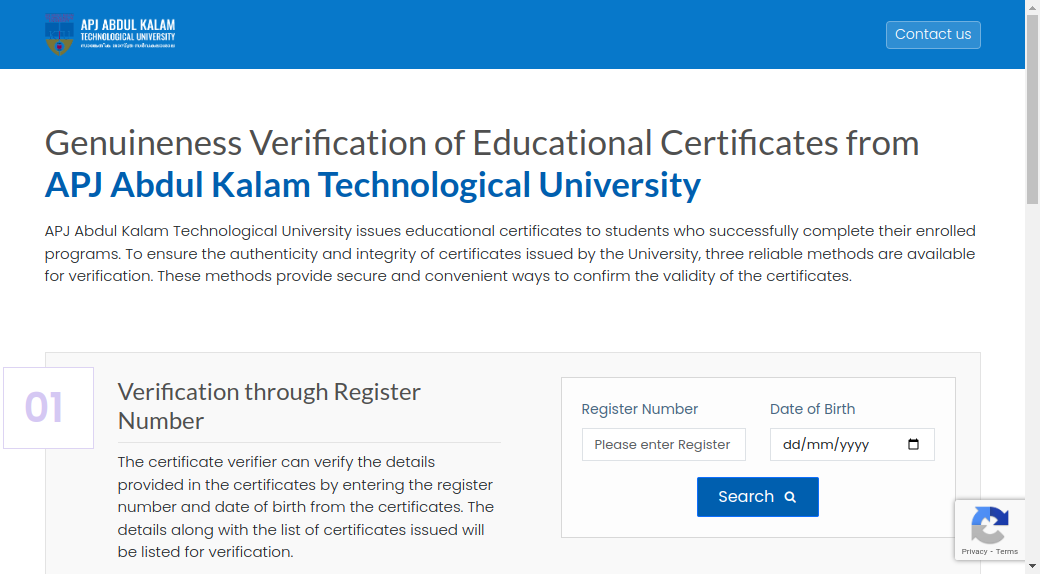 APJ ABDUL KALAM
TECHNOLOGICAL UNIVERSITY
Contact us
Genuineness Verification of Educational Certificates from
APJ Abdul Kalam Technological University
APJ Abdul Kalam Technological University issues educational certificates to students who successfully complete their enrolled
programs. To ensure the authenticity and integrity of certificates issued by the University, three reliable methods are available
for verification. These methods provide secure and convenient ways to confirm the validity of the certificates.
01
Verification through Register
Number
The certificate verifier can verify the details
provided in the certificates by entering the register
number and date of birth from the certificates. The
details along with the list of certificates issued will
be listed for verification.
Register Number
Date of Birth
Please enter Register
dd/mm/yyyy
Search
Privacy - Terms